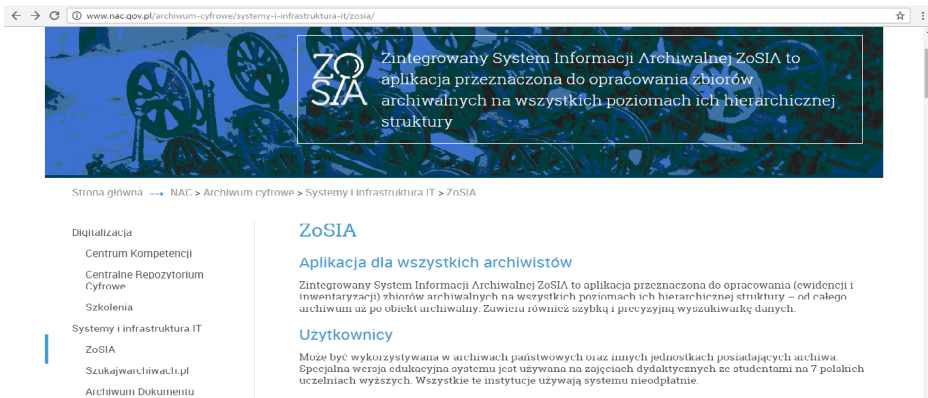 www.nac.gov.pl/archiwum-cyfrowe/systemy-i-infrastruktura-it/zosia/
ZO
SIA
Zintegrowany System Informacji Archiwalnej ZoSIA to
aplikacja przeznaczona do opracowania zbiorów
archiwalnych na wszystkich poziomach ich hierarchicznej
struktury
Strona główna --> NAC > Archiwum cyfrowe > Systemy i infrastruktura IT > ZoSIA
Digitalizacja
Centrum Kompetencji
Centralne Repozytorium
Cyfrowe
Szkolenia
Systemy i infrastruktura IT
ZoSIA
Szukajwarchiwach.pl
Archiwum Dokumentu
ZoSIA
Aplikacja dla wszystkich archiwistów
Zintegrowany System Informacji Archiwalnej ZoSIA to aplikacja przeznaczona do opracowania (ewidencji i
inwentaryzacji) zbiorów archiwalnych na wszystkich poziomach ich hierarchicznej struktury – od całego
archiwum aż po obiekt archiwalny. Zawiera również szybką i precyzyjną wyszukiwarkę danych.
Użytkownicy
Może być wykorzystywana w archiwach państwowych oraz innych jednostkach posiadających archiwa.
Specjalna wersja edukacyjna systemu jest używana na zajęciach dydaktycznych ze studentami na 7 polskich
uczelniach wyższych. Wszystkie te instytucje używają systemu nieodpłatnie.